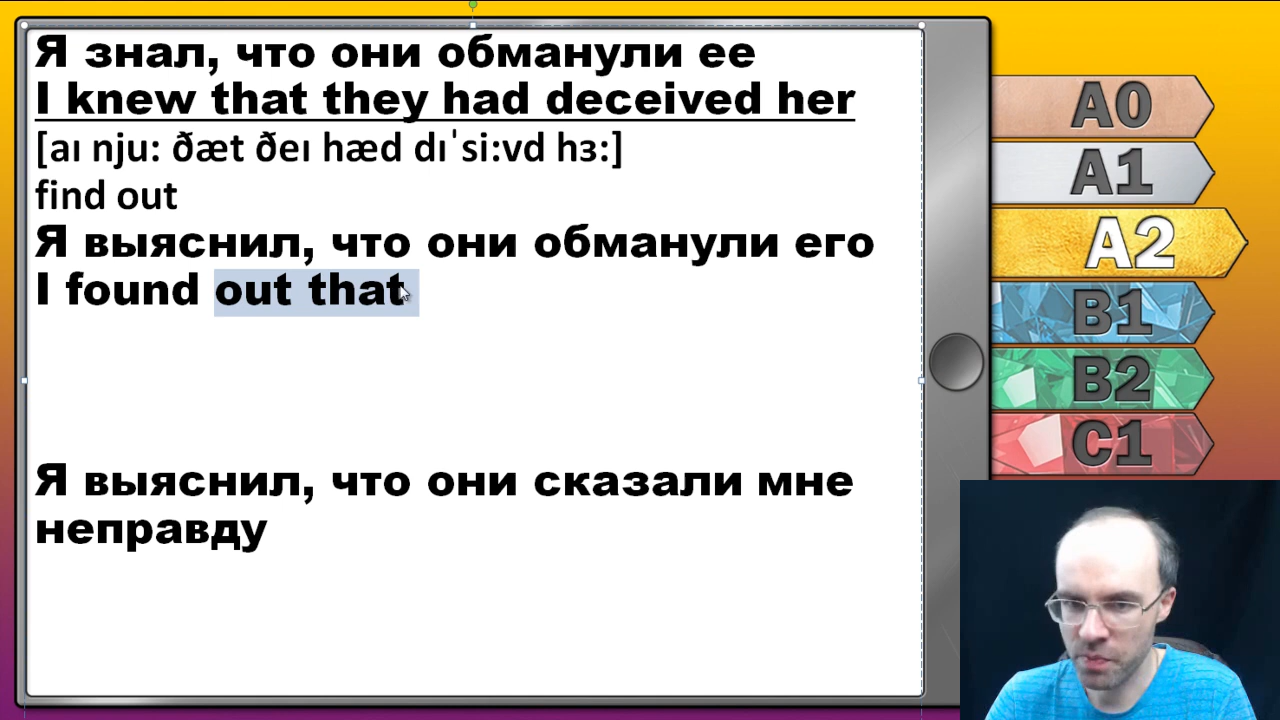 Я знал, что они обманули ее
I knew that they had deceived her
[aɪ nju: ðæt ðeɪ hæd dɪˈsi:vd hɜ:]
find out
Я выяснил, что они обманули его
I found out that
Я выяснил, что они сказали мне
неправду
A0
A1
A2
B1
B2
C1